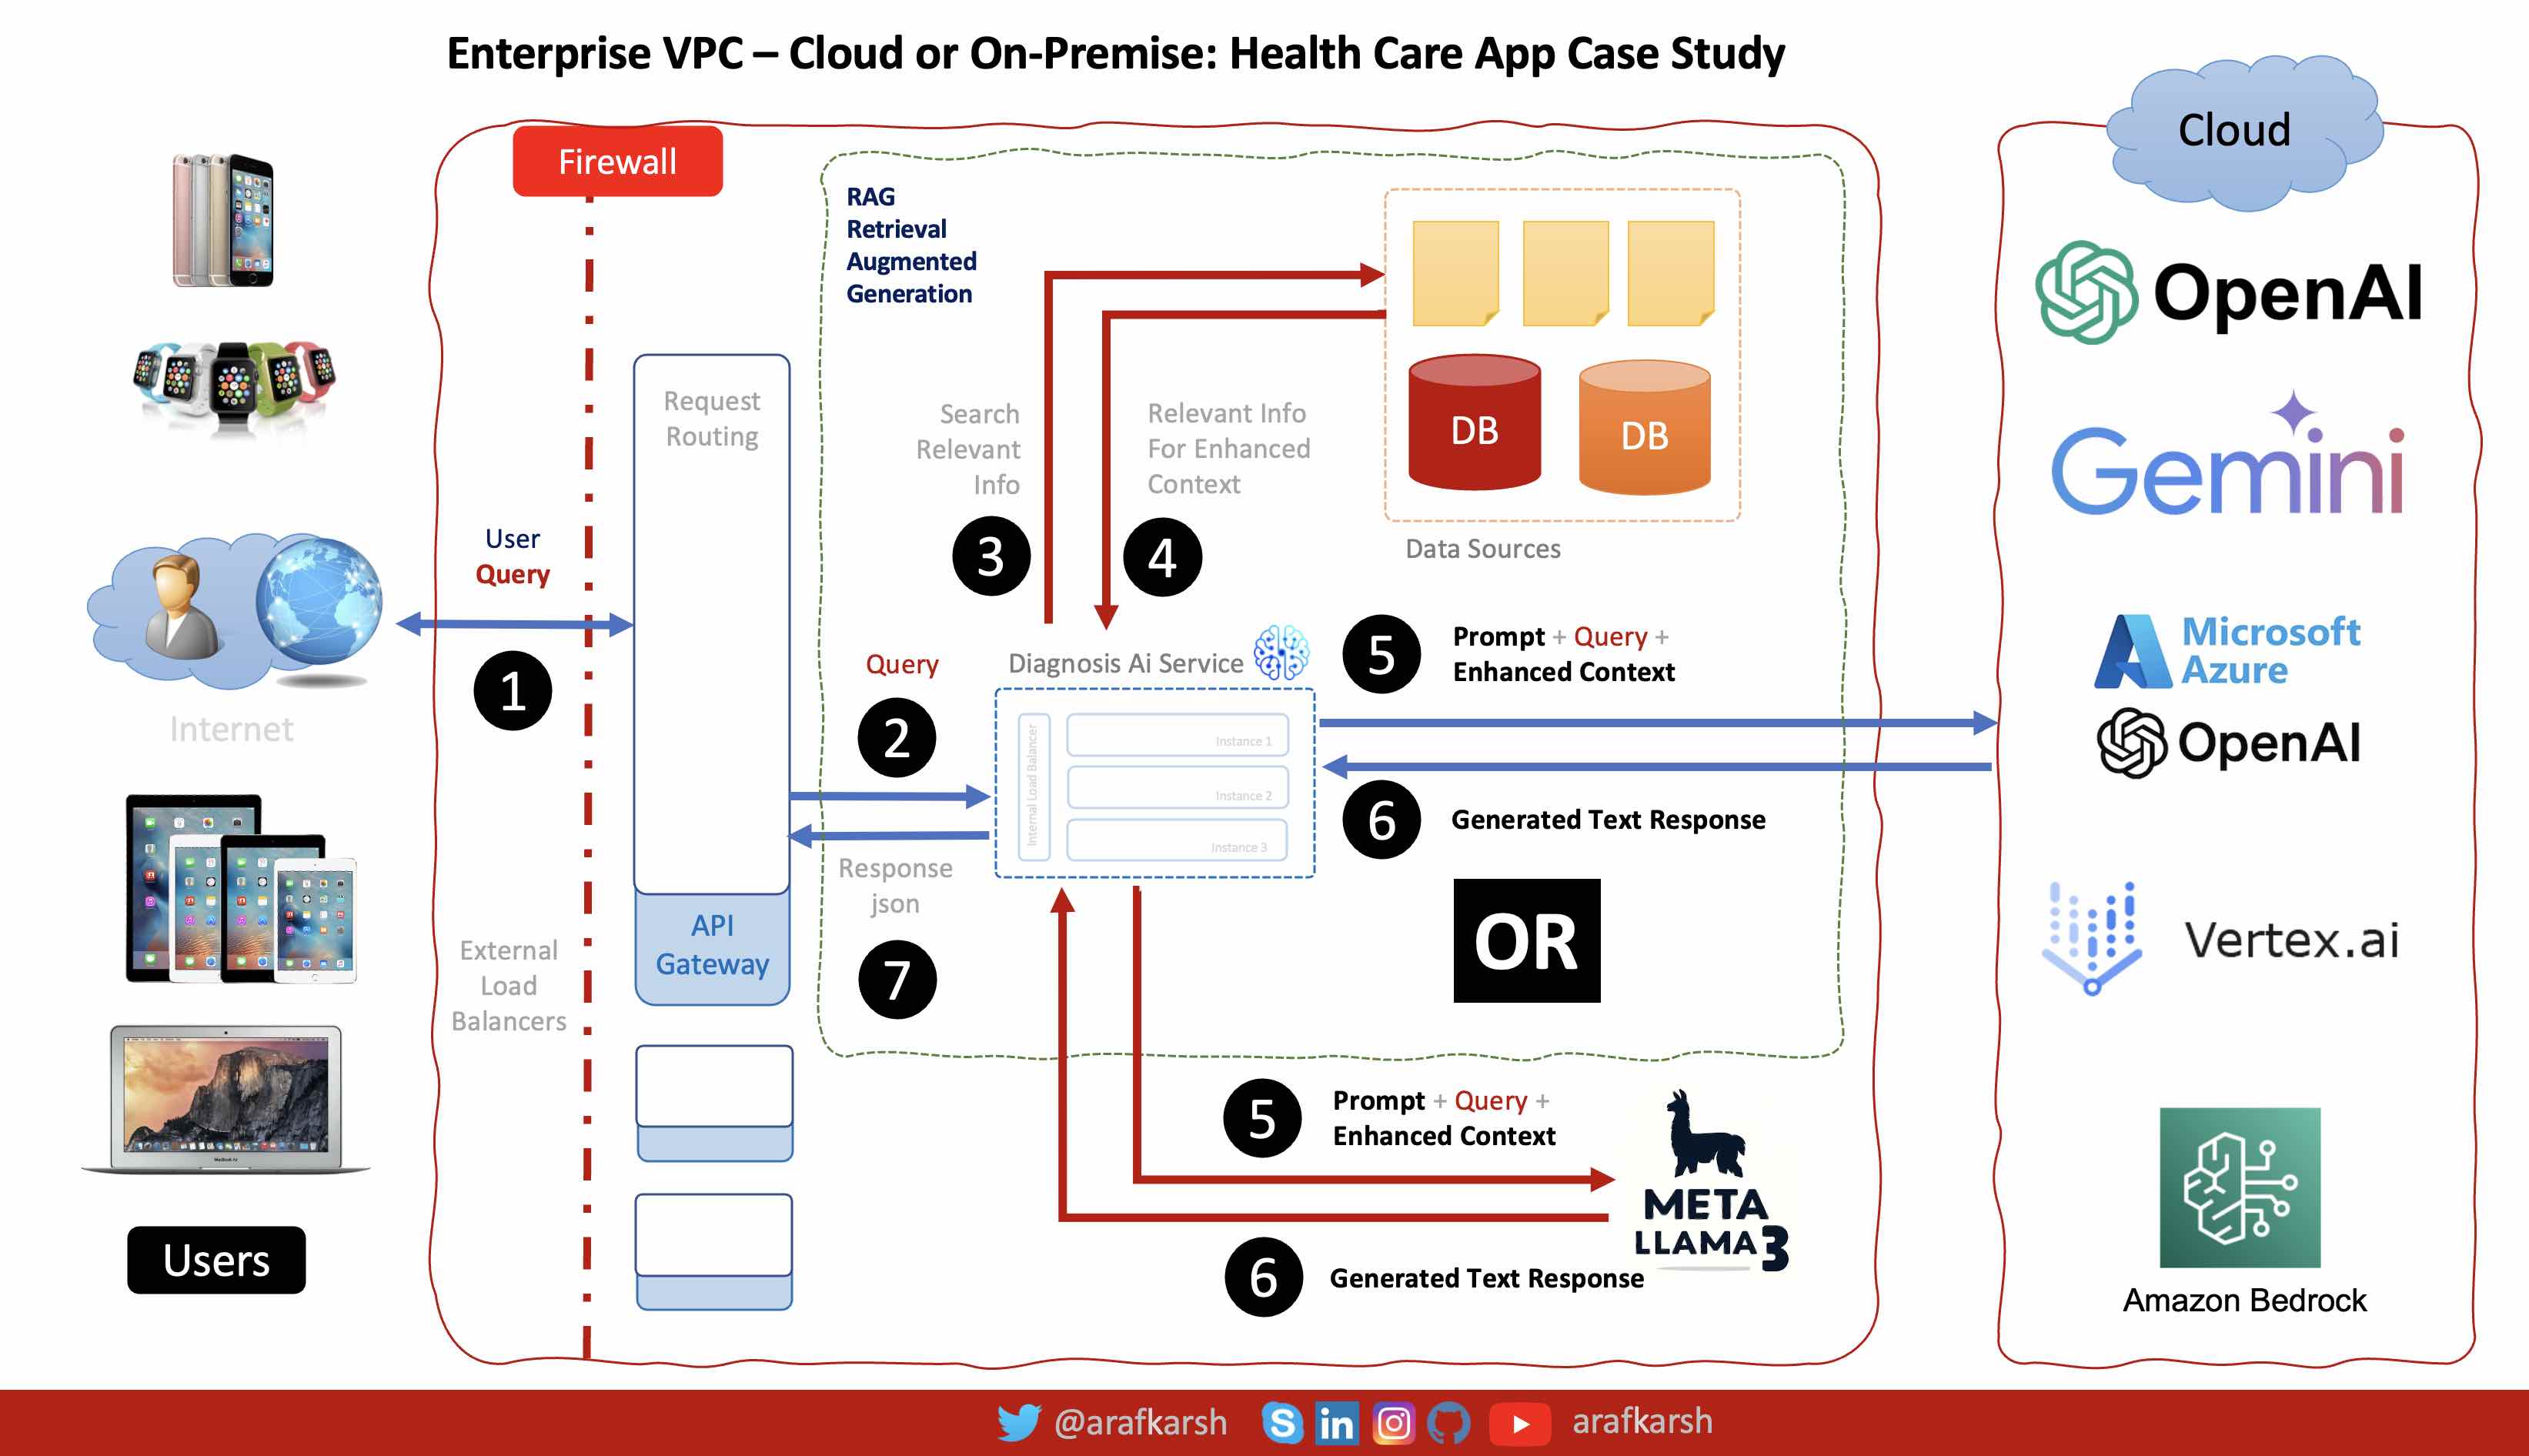 Enterprise VPC – Cloud or On-Premise: Health Care App Case Study
Firewall
Cloud
RAG
Retrieval
Augmented
Generation
Request
Routing
Search
Relevant
Info
3
Relevant Info
For Enhanced
Context
4
DB
DB
Data Sources
User
Query
1
Internet
Query
2
Diagnosis Ai Service
Internal Load Balancer
Instance 1
Instance 2
Instance 3
5
Prompt + Query +
Enhanced Context
6
Generated Text Response
Response
json
7
API
Gateway
External
Load
Balancers
OR
5
Prompt + Query +
Enhanced Context
META
LLAMA 3
6
Generated Text Response
Users
OpenAI
Gemini
Microsoft
Azure
OpenAI
Vertex.ai
Amazon Bedrock
@arafkarsh
arafkarsh